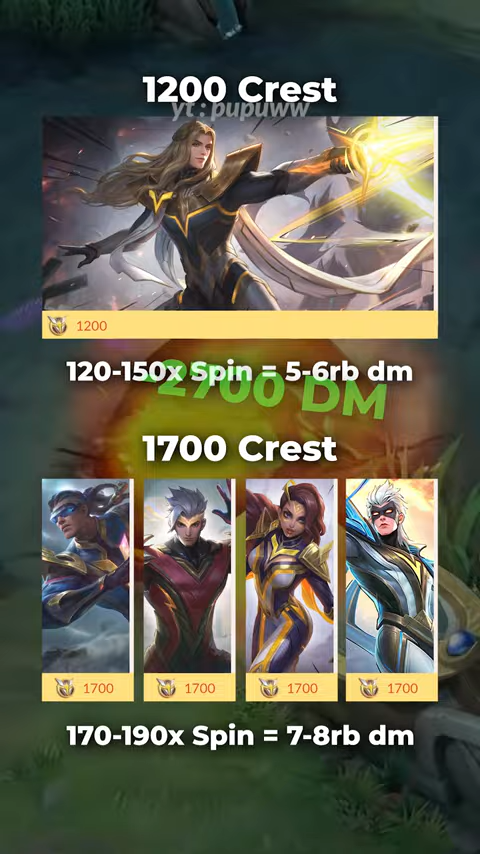 1200 Crest
yt : pupuww
1200
120-150x Spin = 5-6rb dm
-2700 DM
1700 Crest
1700 1700 1700 1700
170-190x Spin = 7-8rb dm